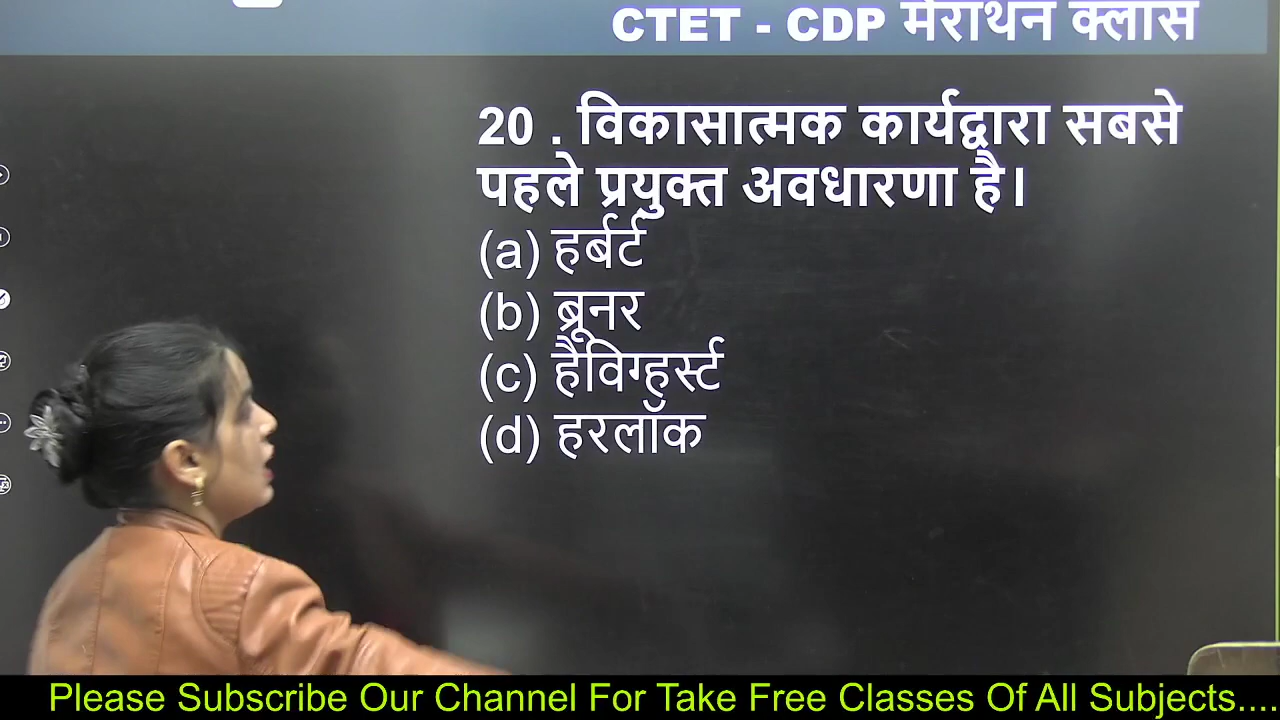 CTET - CDP मैराथन क्लास
20 . विकासात्मक कार्यद्वारा सबसे
पहले प्रयुक्त अवधारणा है।
(a) हर्बर्ट
(b) ब्रूनर
(c) हैविग्हर्स्ट
(d) हरलॉक
Please Subscribe Our Channel For Take Free Classes Of All Subjects....